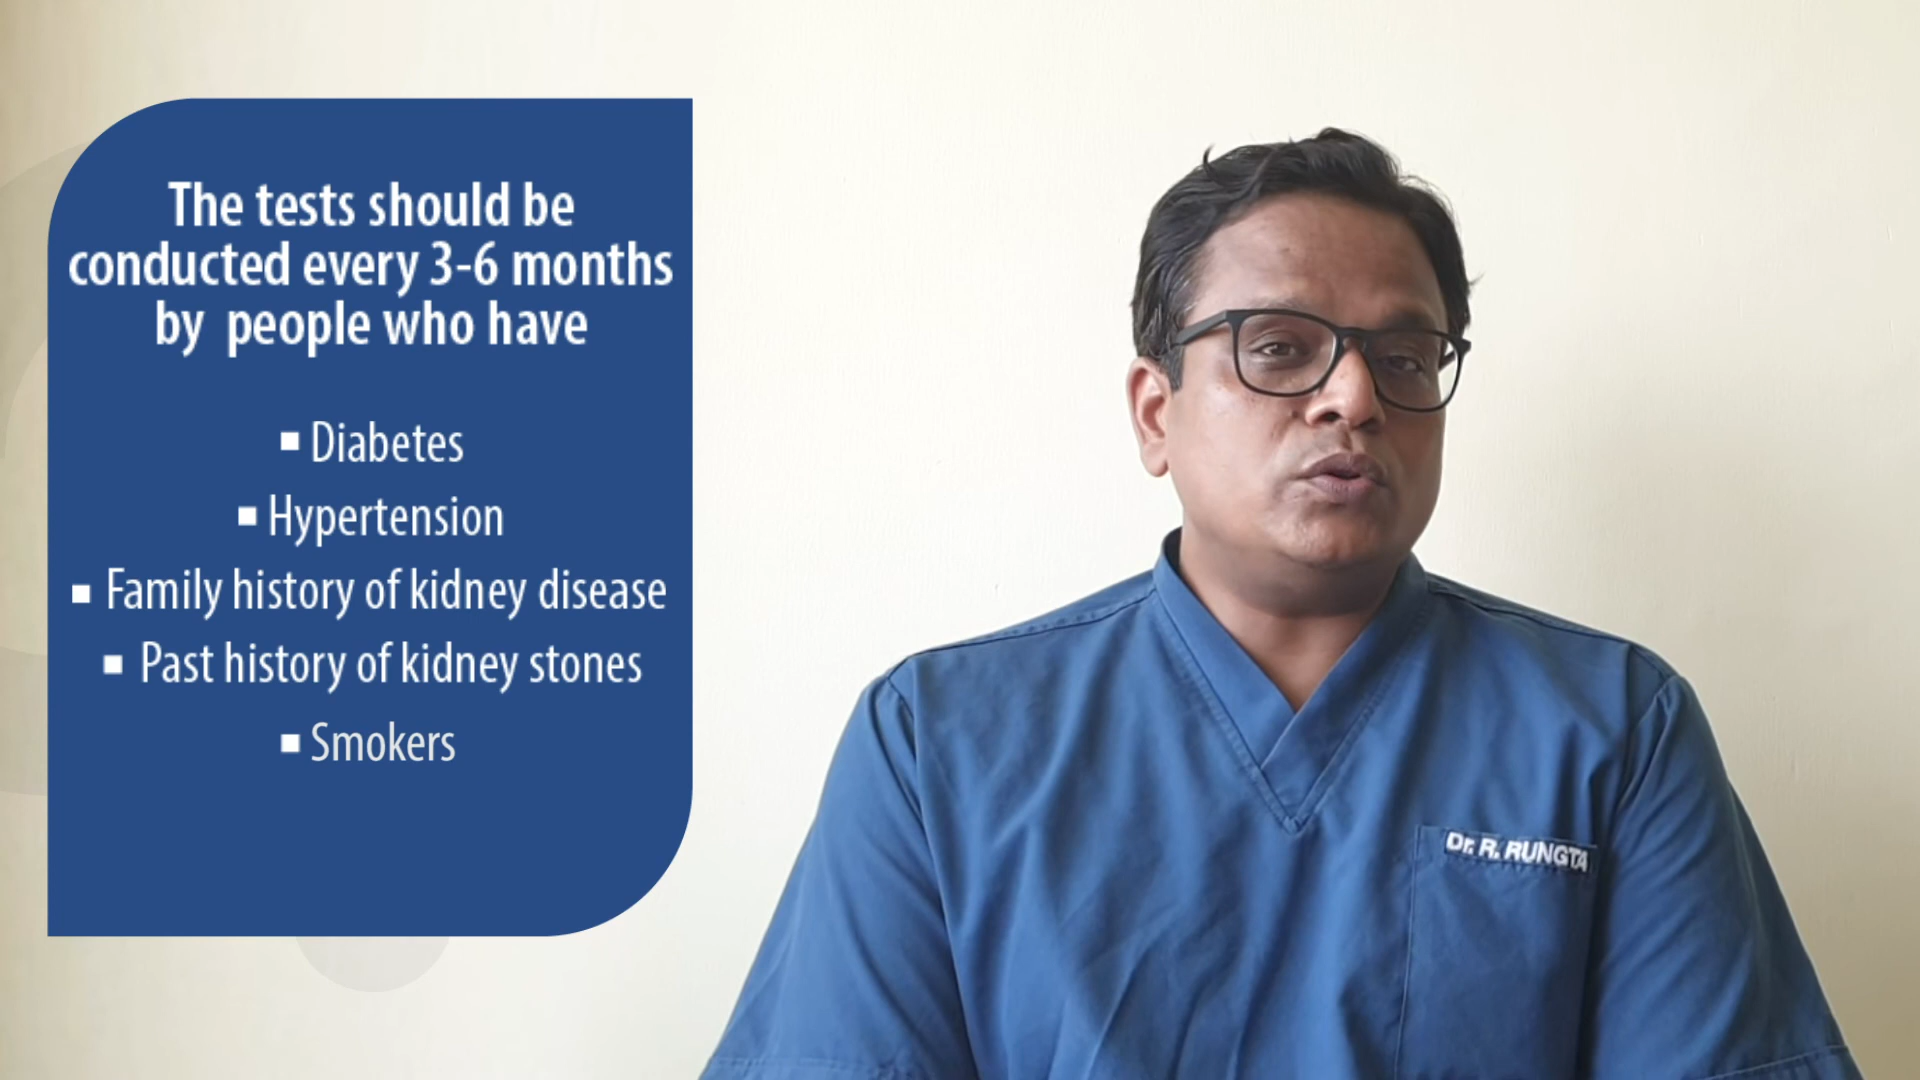 The tests should be
conducted every 3-6 months
by people who have
▪ Diabetes
▪ Hypertension
▪ Family history of kidney disease
▪ Past history of kidney stones
▪ Smokers
Dr. R. RUNGTA